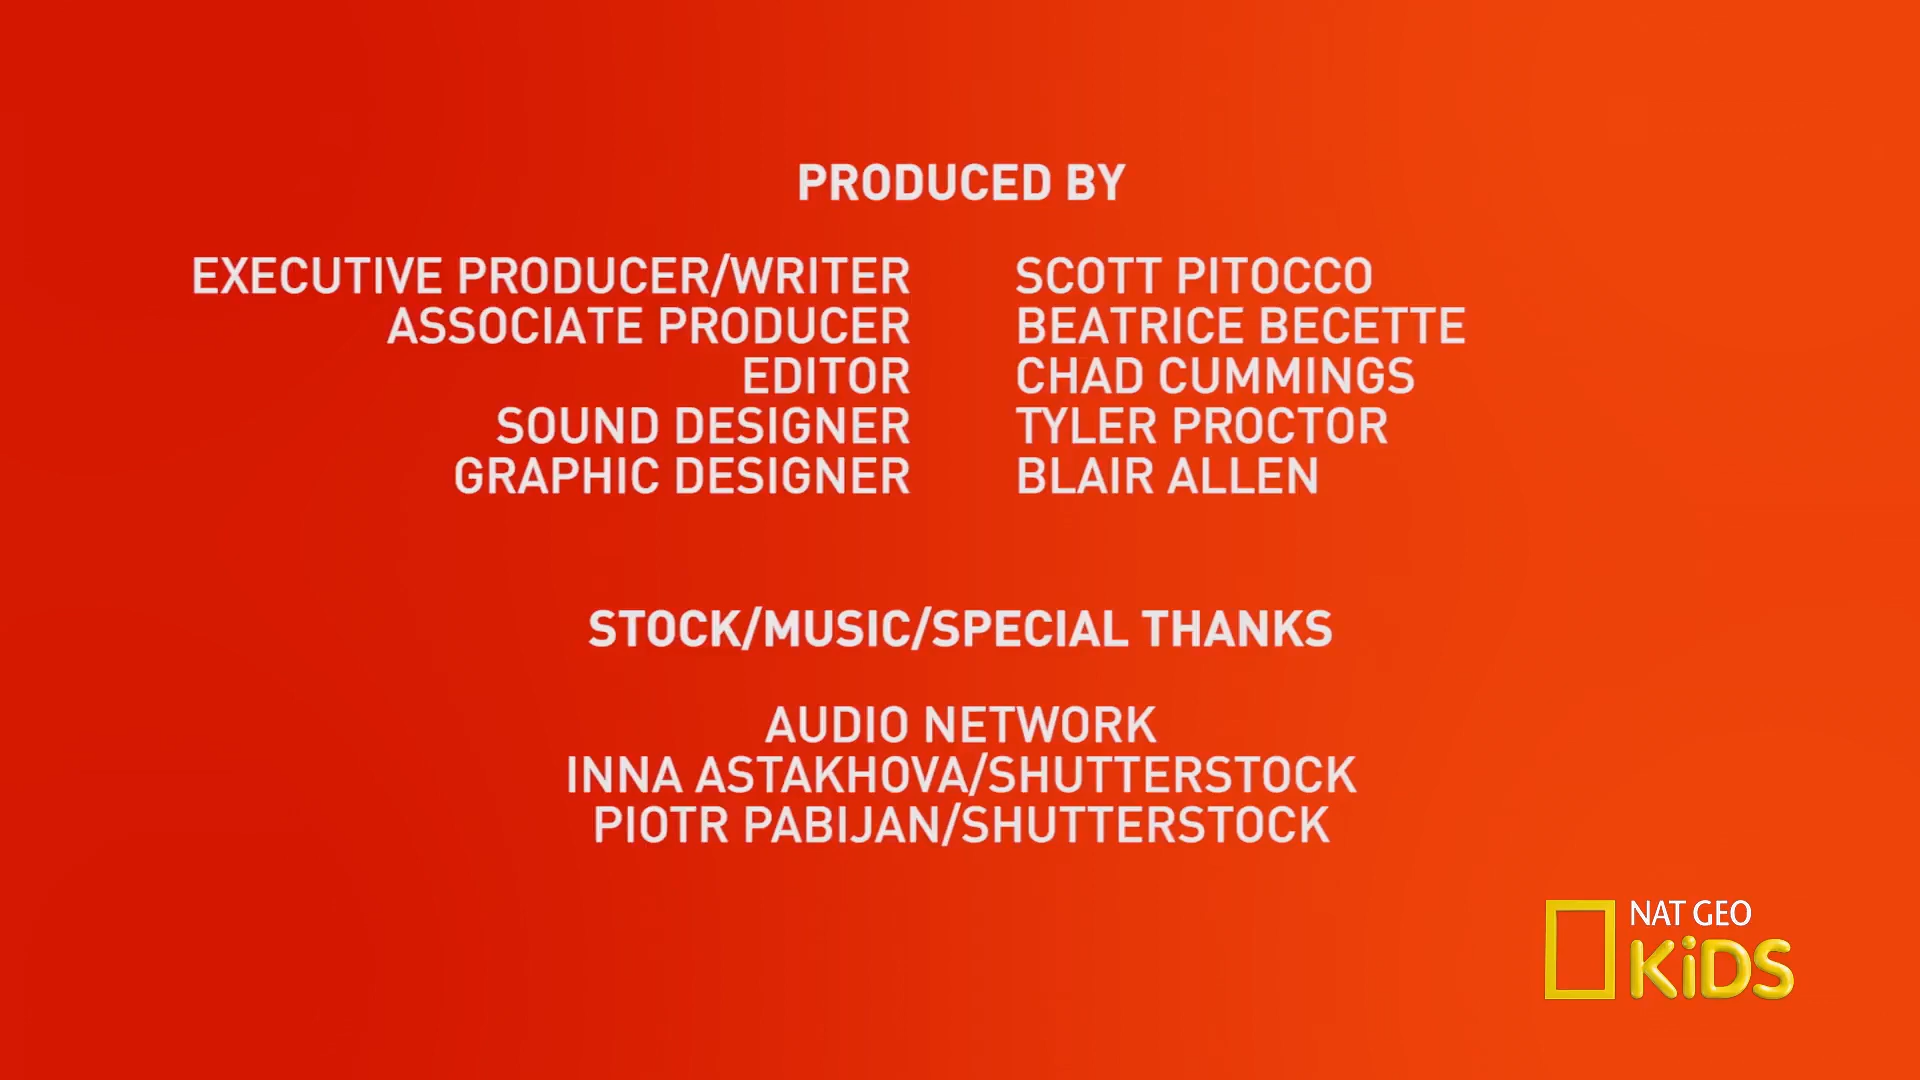 PRODUCED BY
EXECUTIVE PRODUCER/WRITER SCOTT PITOCCO
ASSOCIATE PRODUCER BEATRICE BECETTE
EDITOR CHAD CUMMINGS
SOUND DESIGNER TYLER PROCTOR
GRAPHIC DESIGNER BLAIR ALLEN
STOCK/MUSIC/SPECIAL THANKS
AUDIO NETWORK
INNA ASTAKHOVA/SHUTTERSTOCK
PIOTR PABIJAN/SHUTTERSTOCK
NAT GEO
KiDS